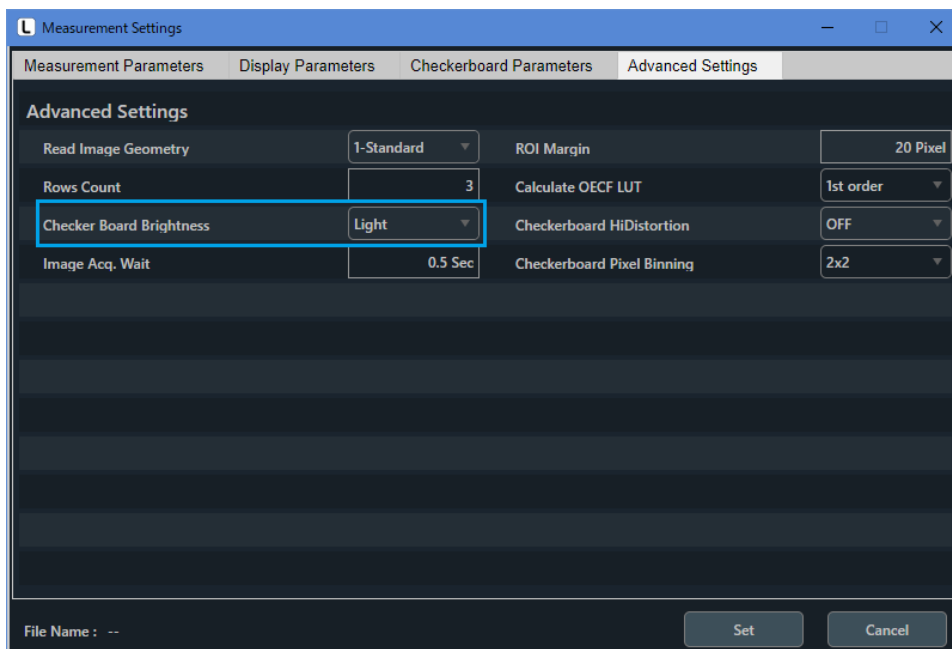 L Measurement Settings
Measurement Parameters Display Parameters Checkerboard Parameters Advanced Settings
Advanced Settings
Read Image Geometry 1-Standard ROI Margin 20 Pixel
Rows Count 3 Calculate OECF LUT 1st order
Checker Board Brightness Light Checkerboard HiDistortion OFF
Image Acq. Wait 0.5 Sec Checkerboard Pixel Binning 2x2
File Name : -- Set Cancel